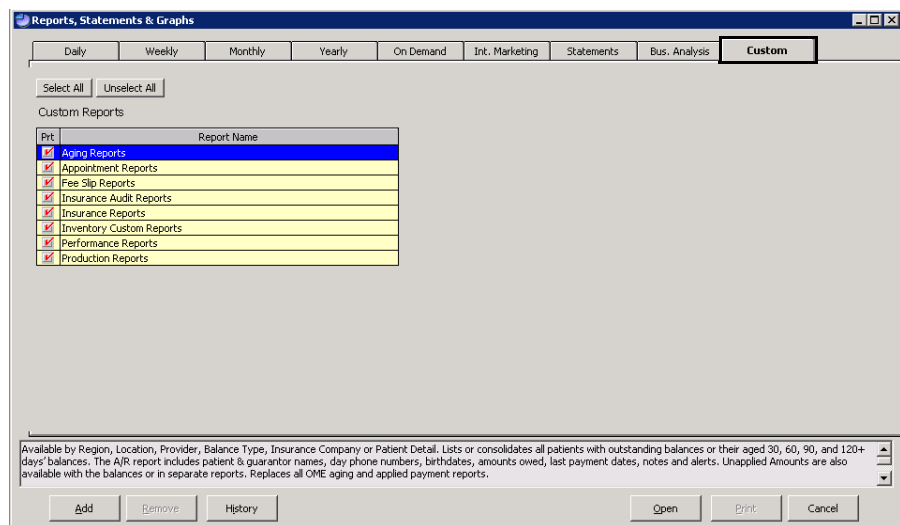 Reports, Statements & Graphs
Daily Weekly Monthly Yearly On Demand Int. Marketing Statements Bus. Analysis Custom
Select All Unselect All
Custom Reports
Prt Report Name
Aging Reports
Appointment Reports
Fee Slip Reports
Insurance Audit Reports
Insurance Reports
Inventory Custom Reports
Performance Reports
Production Reports
Available by Region, Location, Provider, Balance Type, Insurance Company or Patient Detail. Lists or consolidates all patients with outstanding balances or their aged 30, 60, 90, and 120+
days' balances. The A/R report includes patient & guarantor names, day phone numbers, birthdates, amounts owed, last payment dates, notes and alerts. Unapplied Amounts are also
available with the balances or in separate reports. Replaces all OME aging and applied payment reports.
Add Remove History Open Print Cancel